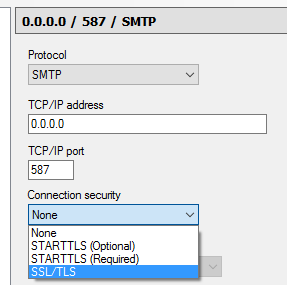 0.0.0.0 / 587 / SMTP
Protocol
SMTP
TCP/IP address
0.0.0.0
TCP/IP port
587
Connection security
None
None
STARTTLS (Optional)
STARTTLS (Required)
SSL/TLS